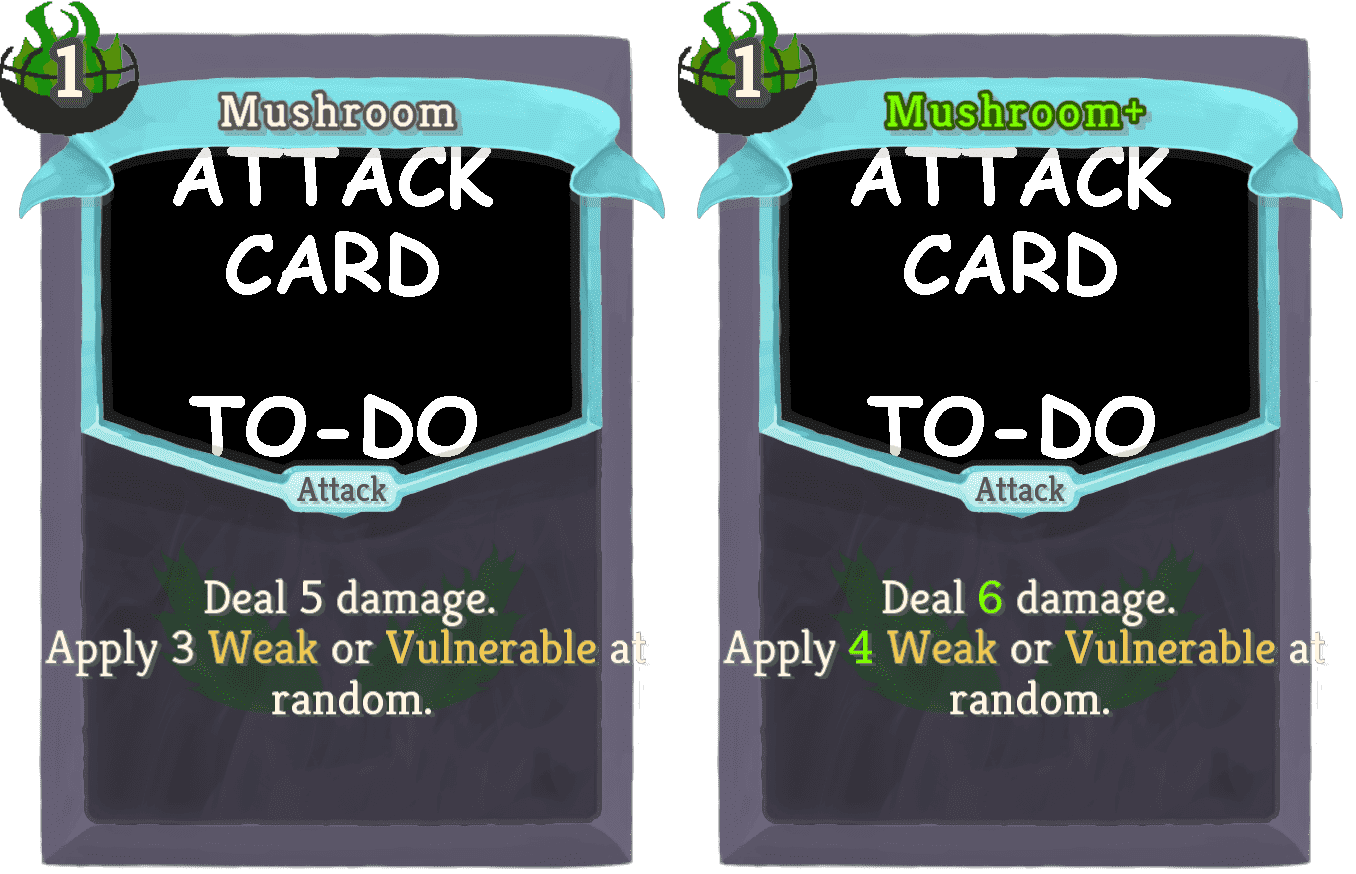 1
Mushroom
ATTACK
CARD
TO-DO
Attack
Deal 5 damage.
Apply 3 Weak or Vulnerable at
random.
1
Mushroom+
ATTACK
CARD
TO-DO
Attack
Deal 6 damage.
Apply 4 Weak or Vulnerable at
random.